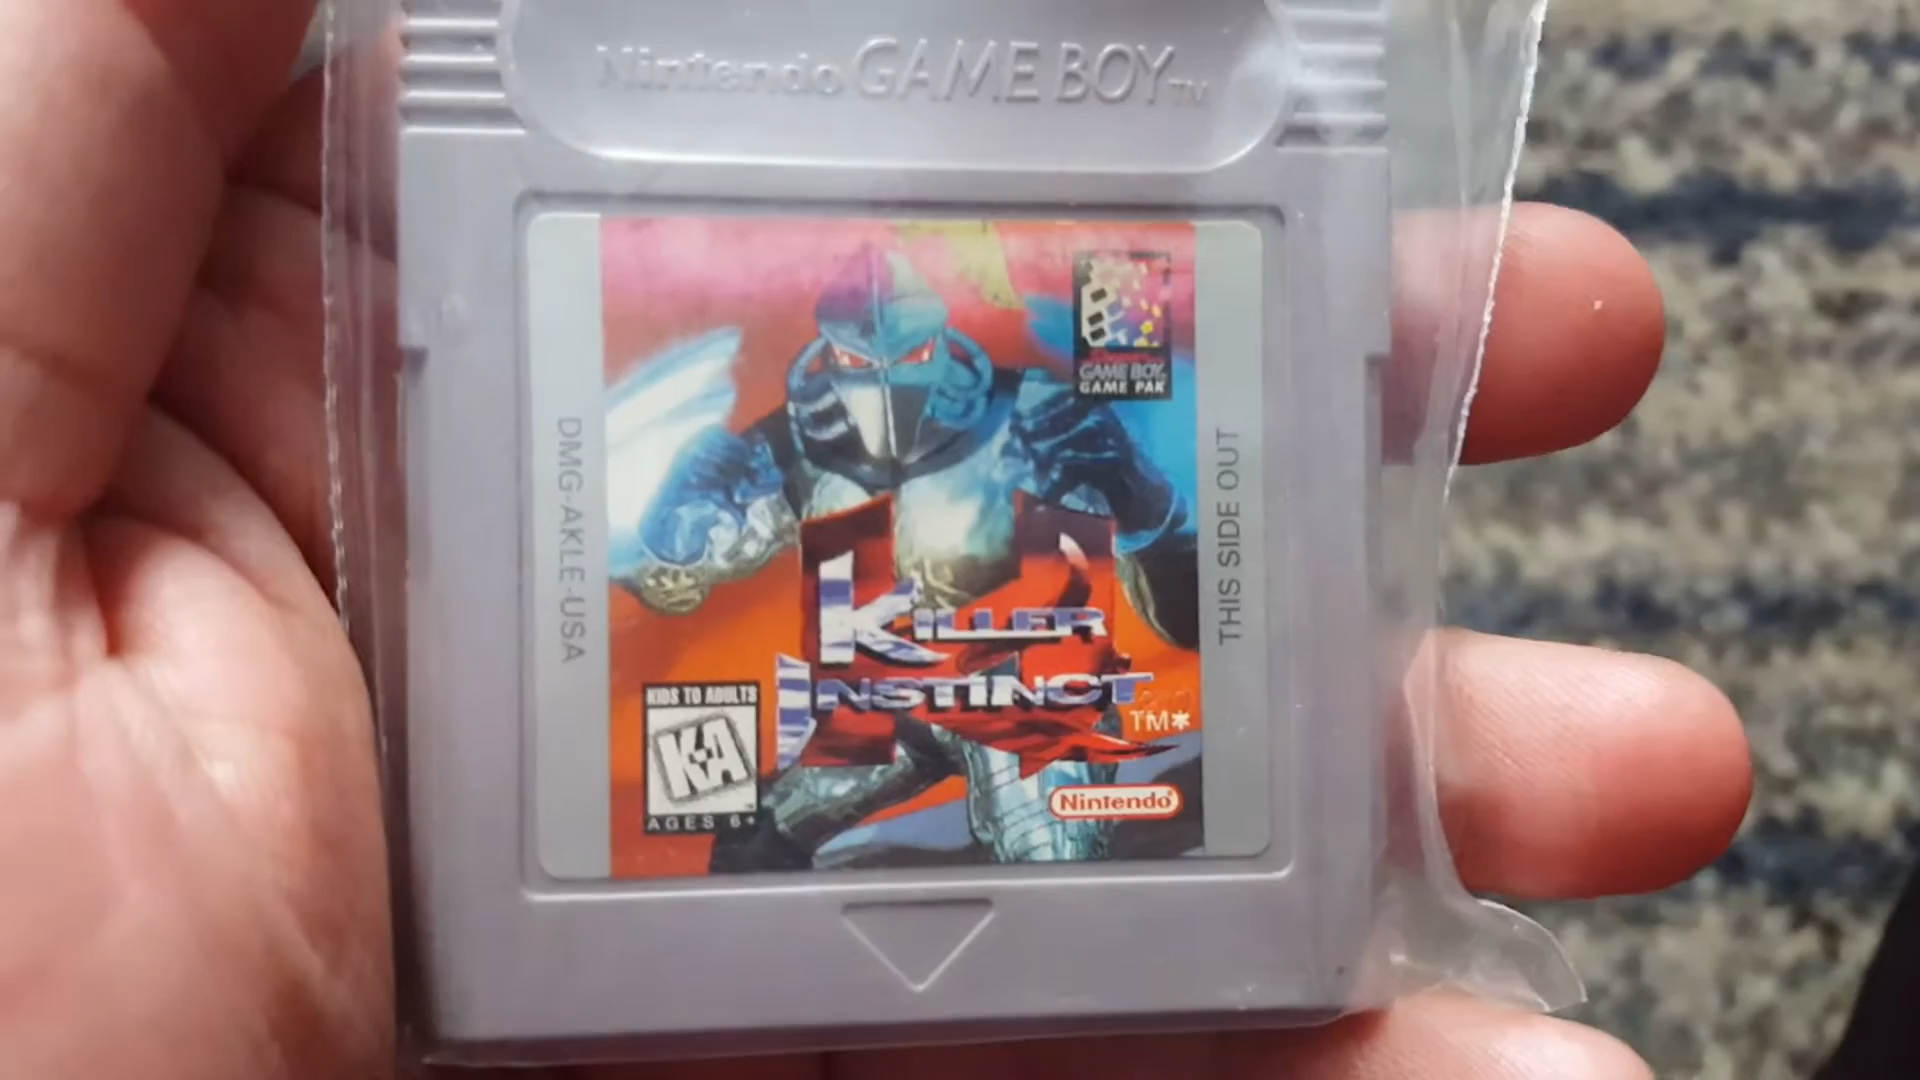 Nintendo GAME BOY TM
Super
GAME BOY
GAME PAK
DMG-AKLE-USA
THIS SIDE OUT
KILLER
INSTINCT
TM*
KIDS TO ADULTS
K-A
AGES 6+
Nintendo